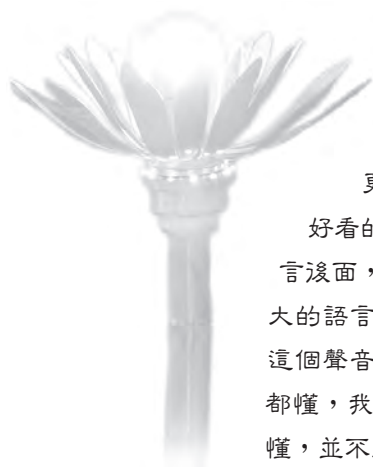 好看的
言後面，
大的語言
這個聲音
都懂，我
懂，並不